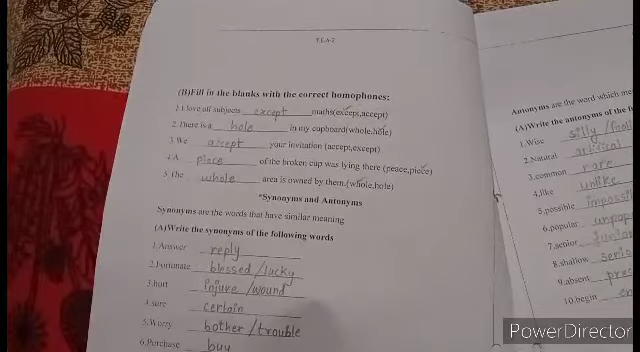 T.L.A-2
(B)Fill in the blanks with the correct homophones:
1.I love all subjects except maths(except,accept)
2.There is a hole in my cupboard(whole,hole)
3.We accept your invitation (accept,except)
4.A piece of the broken cup was lying there (peace,piece)
5.The whole area is owned by them.(whole,hole)
*Synonyms and Antonyms
Synonyms are the words that have similar meaning
(A)Write the synonyms of the following words
1.Answer reply
2.Fortunate blessed /lucky
3.hurt injure /wound
4.sure certain
5.Worry bother /trouble
6.Purchase buy
Antonyms are the word which me
(A)Write the antonyms of the f
1.Wise silly /fool
2.Natural artificial
3.common rare
4.like unlike
5.possible impossi
6.popular unpop
7.senior junior
8.shallow
9.absent pre
10.begin en
PowerDirector